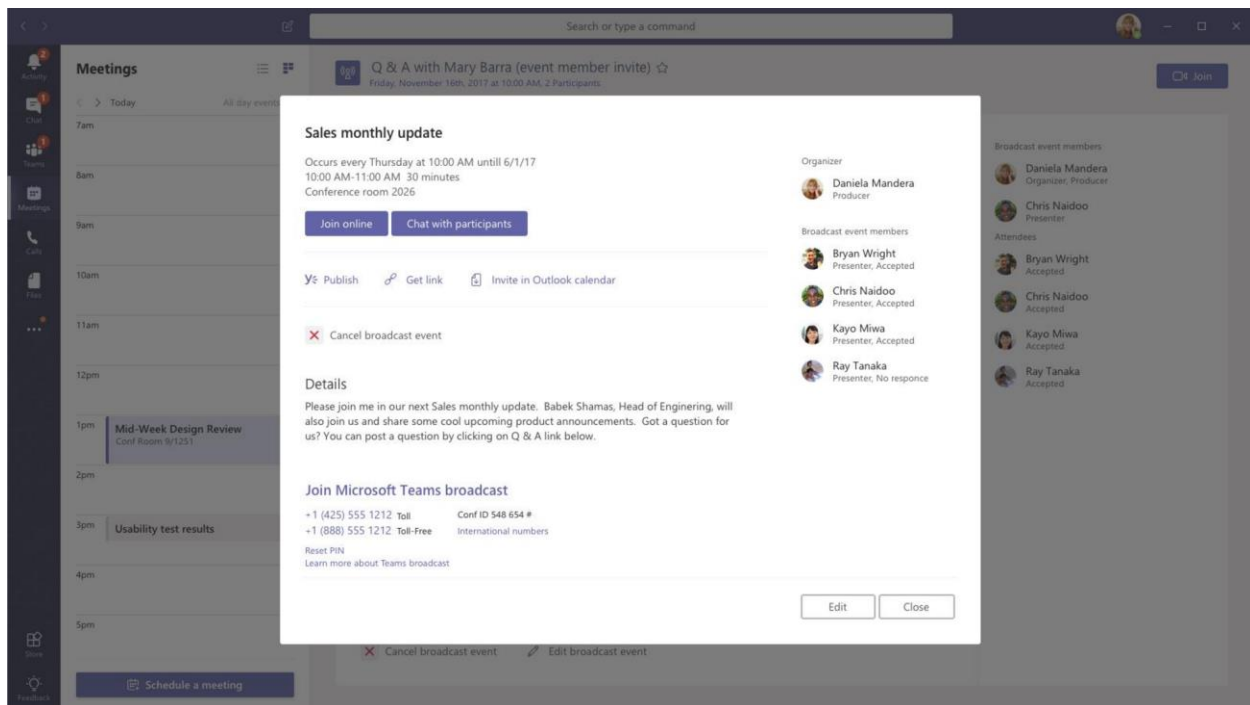 Search or type a command
2
Activity
1
Chat
1
Teams
Meetings
Calls
Files
Store
Feedback
Meetings
Today
All day events
7am
8am
9am
10am
11am
12pm
1pm
Mid-Week Design Review
Conf Room 9/1251
2pm
3pm
Usability test results
4pm
5pm
Schedule a meeting
Q & A with Mary Barra (event member invite)
Friday, November 16th, 2017 at 10:00 AM, 2 Participants
Join
Sales monthly update
Occurs every Thursday at 10:00 AM untill 6/1/17
10:00 AM-11:00 AM 30 minutes
Conference room 2026
Join online
Chat with participants
Publish
Get link
Invite in Outlook calendar
Cancel broadcast event
Details
Please join me in our next Sales monthly update. Babek Shamas, Head of Enginering, will
also join us and share some cool upcoming product announcements. Got a question for
us? You can post a question by clicking on Q & A link below.
Join Microsoft Teams broadcast
+1 (425) 555 1212 Toll Conf ID 548 654 #
+1 (888) 555 1212 Toll-Free International numbers
Reset PIN
Learn more about Teams broadcast
Organizer
Daniela Mandera
Producer
Broadcast event members
Bryan Wright
Presenter, Accepted
Chris Naidoo
Presenter, Accepted
Kayo Miwa
Presenter, Accepted
Ray Tanaka
Presenter, No responce
Edit
Close
Cancel broadcast event
Edit broadcast event
Broadcast event members
Daniela Mandera
Organizer, Producer
Chris Naidoo
Presenter
Attendees
Bryan Wright
Accepted
Chris Naidoo
Accepted
Kayo Miwa
Accepted
Ray Tanaka
Accepted